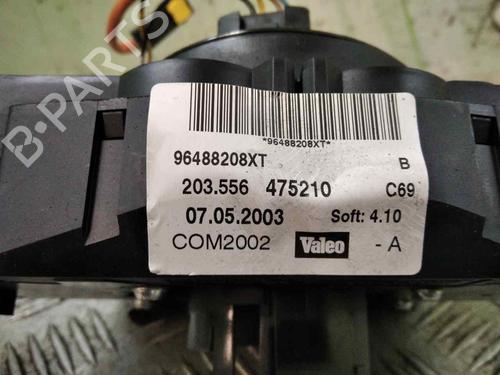 B-PARTS
*96488208XT*
96488208XT B
203.556 475210 C69
07.05.2003 Soft: 4.10
COM2002 Valeo - A